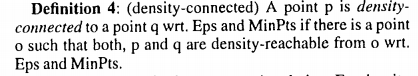 Definition 4: (density-connected) A point p is density-
connected to a point q wrt. Eps and MinPts if there is a point
o such that both, p and q are density-reachable from o wrt.
Eps and MinPts.